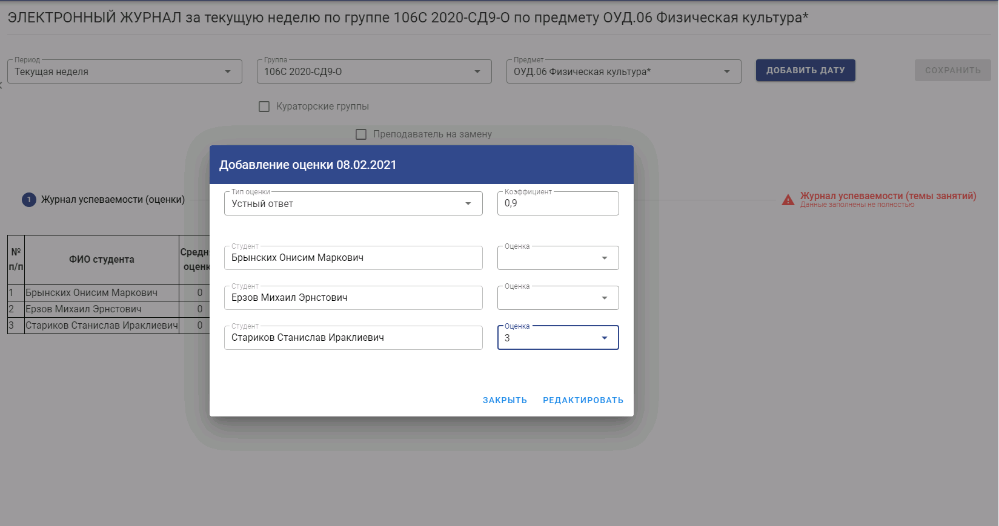 ЭЛЕКТРОННЫЙ ЖУРНАЛ за текущую неделю по группе 106С 2020-СД9-О по предмету ОУД.06 Физическая культура*
Период
Текущая неделя
Группа
106С 2020-СД9-О
Предмет
ОУД.06 Физическая культура*
ДОБАВИТЬ ДАТУ
СОХРАНИТЬ
Кураторские группы
Преподаватель на замену
1 Журнал успеваемости (оценки)
Журнал успеваемости (темы занятий)
Данные заполнены не полностью
№ п/п
ФИО студента
1 Брынских Онисим Маркович 0
2 Ерзов Михаил Эрнстович 0
3 Стариков Станислав Ираклиевич 0
Добавление оценки 08.02.2021
Тип оценки
Устный ответ
Коэффициент
0,9
Студент
Брынских Онисим Маркович
Оценка
Студент
Ерзов Михаил Эрнстович
Оценка
Студент
Стариков Станислав Ираклиевич
Оценка
3
ЗАКРЫТЬ
РЕДАКТИРОВАТЬ